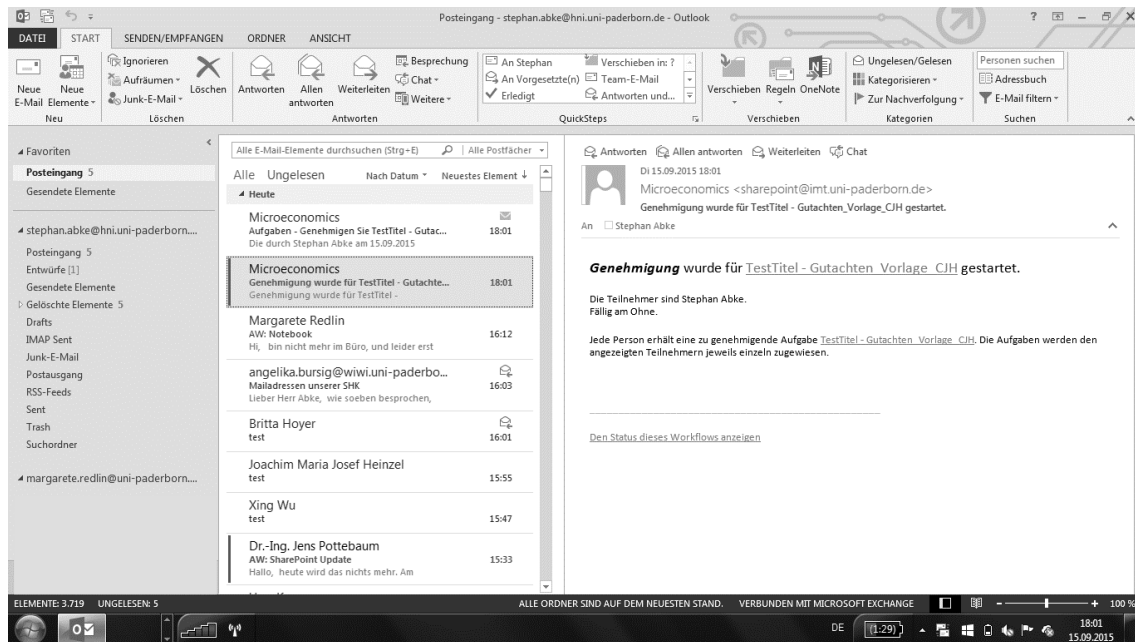 Posteingang - stephan.abke@hni.uni-paderborn.de - Outlook
DATEI START SENDEN/EMPFANGEN ORDNER ANSICHT
Neue E-Mail
Neue Elemente
Ignorieren
Aufräumen
Junk-E-Mail
Löschen
Antworten
Allen antworten
Weiterleiten
Besprechung
Chat
Weitere
An Stephan
An Vorgesetzte(n)
Erledigt
Verschieben in: ?
Team-E-Mail
Antworten und...
Verschieben
Regeln
OneNote
Ungelesen/Gelesen
Kategorisieren
Zur Nachverfolgung
Personen suchen
Adressbuch
E-Mail filtern
Neu Löschen Antworten QuickSteps Verschieben Kategorien Suchen
Favoriten
Posteingang 5
Gesendete Elemente
stephan.abke@hni.uni-paderborn....
Posteingang 5
Entwürfe [1]
Gesendete Elemente
Gelöschte Elemente 5
Drafts
IMAP Sent
Junk-E-Mail
Postausgang
RSS-Feeds
Sent
Trash
Suchordner
margarete.redlin@uni-paderborn....
Alle E-Mail-Elemente durchsuchen (Strg+E) Alle Postfächer
Alle Ungelesen Nach Datum Neuestes Element ↓
Heute
Microeconomics
Aufgaben - Genehmigen Sie TestTitel - Gutac... 18:01
Die durch Stephan Abke am 15.09.2015
Microeconomics
Genehmigung wurde für TestTitel - Gutachte... 18:01
Genehmigung wurde für TestTitel -
Margarete Redlin
AW: Notebook 16:12
Hi, bin nicht mehr im Büro, und leider erst
angelika.bursig@wiwi.uni-paderbo...
Mailadressen unserer SHK 16:03
Lieber Herr Abke, wie soeben besprochen,
Britta Hoyer
test 16:01
Joachim Maria Josef Heinzel
test 15:55
Xing Wu
test 15:47
Dr.-Ing. Jens Pottebaum
AW: SharePoint Update 15:33
Hallo, heute wird das nichts mehr. Am
Antworten Allen antworten Weiterleiten Chat
Di 15.09.2015 18:01
Microeconomics <sharepoint@imt.uni-paderborn.de>
Genehmigung wurde für TestTitel - Gutachten_Vorlage_CJH gestartet.
An Stephan Abke
Genehmigung wurde für TestTitel - Gutachten_Vorlage_CJH gestartet.
Die Teilnehmer sind Stephan Abke.
Fällig am Ohne.
Jede Person erhält eine zu genehmigende Aufgabe TestTitel - Gutachten_Vorlage_CJH. Die Aufgaben werden den
angezeigten Teilnehmern jeweils einzeln zugewiesen.
Den Status dieses Workflows anzeigen
ELEMENTE: 3.719 UNGELESEN: 5 ALLE ORDNER SIND AUF DEM NEUESTEN STAND. VERBUNDEN MIT MICROSOFT EXCHANGE 100 %
DE (1:29) 18:01
15.09.2015